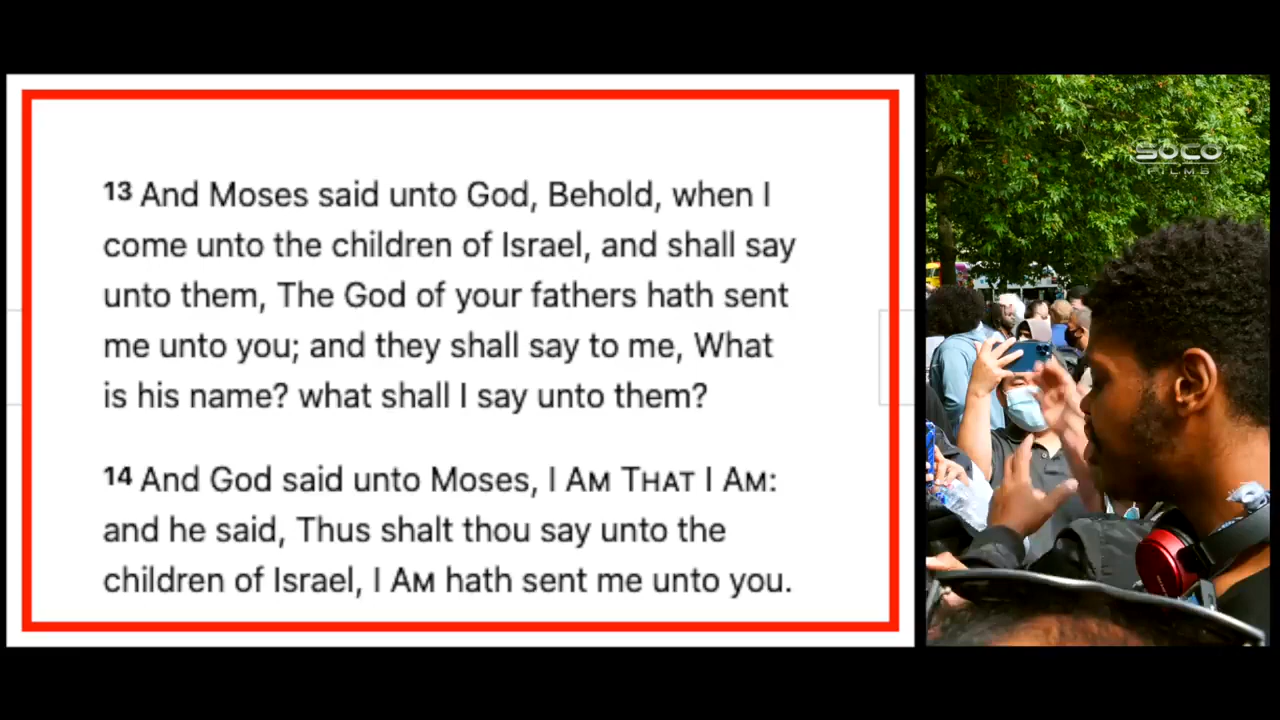 13 And Moses said unto God, Behold, when I
come unto the children of Israel, and shall say
unto them, The God of your fathers hath sent
me unto you; and they shall say to me, What
is his name? what shall I say unto them?
14 And God said unto Moses, I AM THAT I AM:
and he said, Thus shalt thou say unto the
children of Israel, I AM hath sent me unto you.
SOCO
FILMS